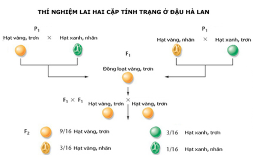 THÍ NGHIỆM LAI HAI CẶP TÍNH TRẠNG Ở ĐẬU HÀ LAN
P₁ P₁
Hạt vàng, trơn × Hạt xanh, nhăn Hạt vàng, nhăn × Hạt xanh, trơn
F₁
Đồng loạt vàng, trơn
F₁ × F₁ ×
Hạt vàng, trơn Hạt vàng, trơn
F₂ 9/16 Hạt vàng, trơn 3/16 Hạt xanh, trơn
3/16 Hạt vàng, nhăn 1/16 Hạt xanh, nhăn